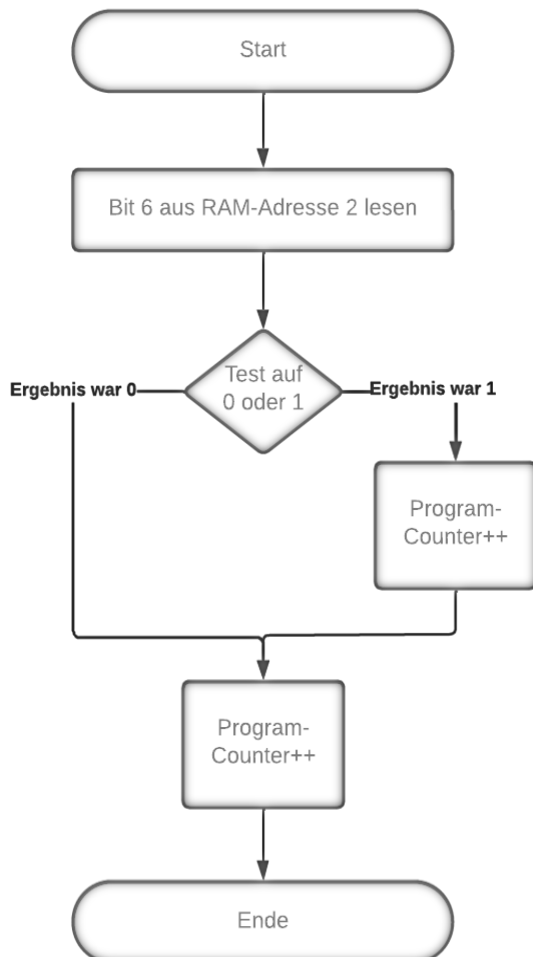 Start
Bit 6 aus RAM-Adresse 2 lesen
Test auf
0 oder 1
Ergebnis war 0
Ergebnis war 1
Program-
Counter++
Program-
Counter++
Ende